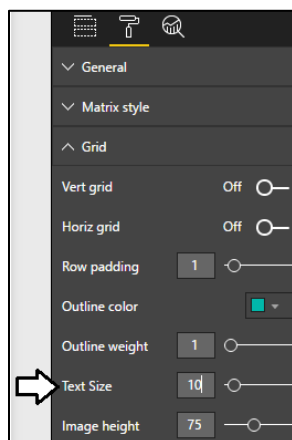 General
Matrix style
Grid
Vert grid Off
Horiz grid Off
Row padding 1
Outline color
Outline weight 1
Text Size 10
Image height 75